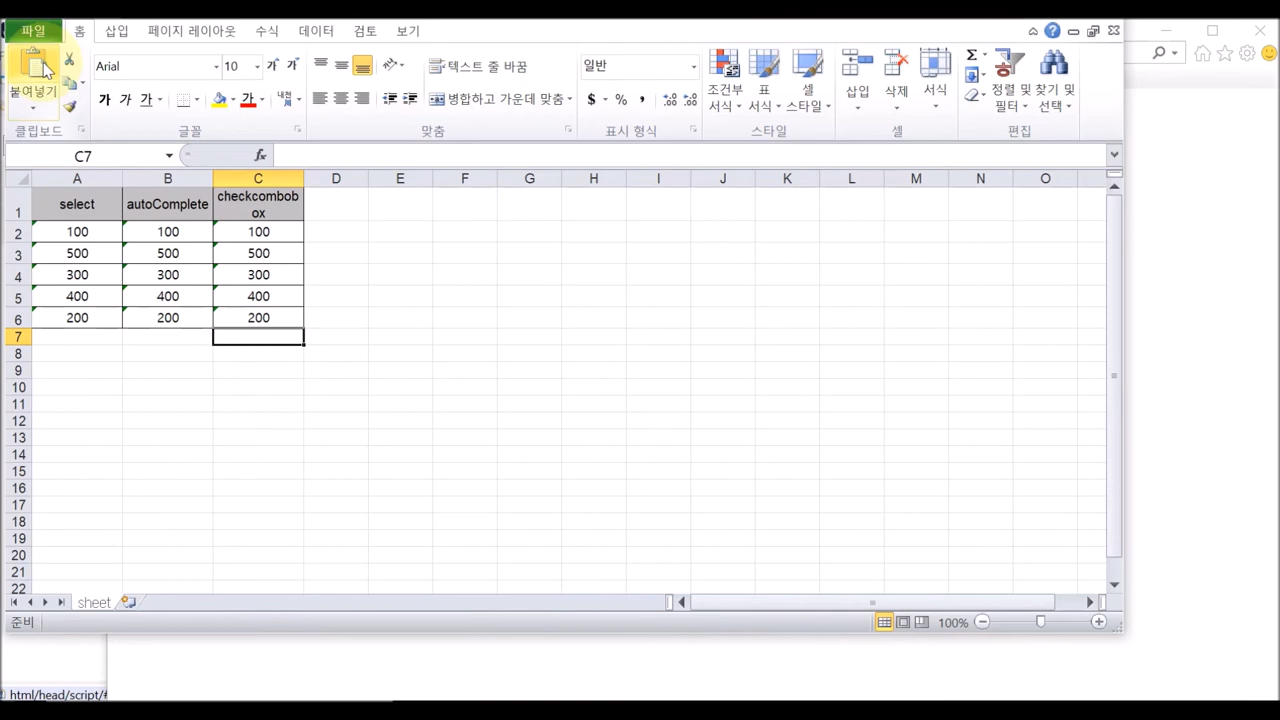 파일 홈 삽입 페이지 레이아웃 수식 데이터 검토 보기
Arial 10 텍스트 줄 바꿈 일반
붙여넣기 가 가 가 가 내천 병합하고 가운데 맞춤 $ % , 조건부 서식 표 서식 셀 스타일 삽입 삭제 서식 정렬 및 필터 찾기 및 선택
클립보드 글꼴 맞춤 표시 형식 스타일 셀 편집
C7 fx
A B C D E F G H I J K L M N O
1 select autoComplete checkcombobox
2 100 100 100
3 500 500 500
4 300 300 300
5 400 400 400
6 200 200 200
7
8
9
10
11
12
13
14
15
16
17
18
19
20
21
22
sheet
준비 100%
html/head/script/#